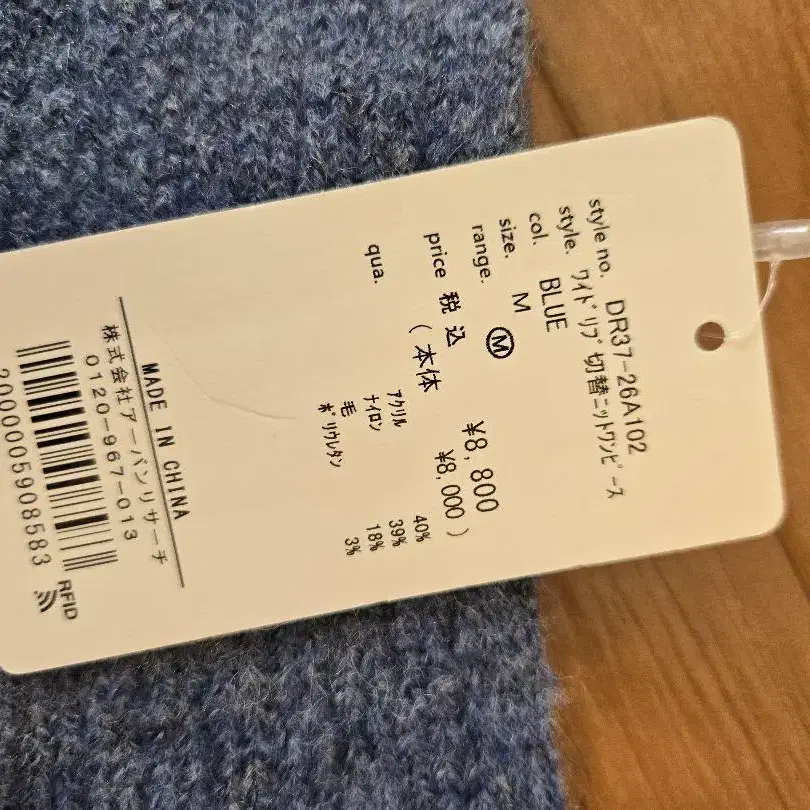 style no. DR37-26A102
style. ﾜｲﾄﾞﾘﾌﾞ切替ﾆｯﾄﾜﾝﾋﾟｰｽ
col. BLUE
size. M
range. Ⓜ
price 税込 ¥8,800
(本体 ¥8,000)
qua. ｱｸﾘﾙ 40%
ﾅｲﾛﾝ 39%
毛 18%
ﾎﾟﾘｳﾚﾀﾝ 3%
MADE IN CHINA
株式会社アーバンリサーチ
0120-967-013
2000005908583
RFID